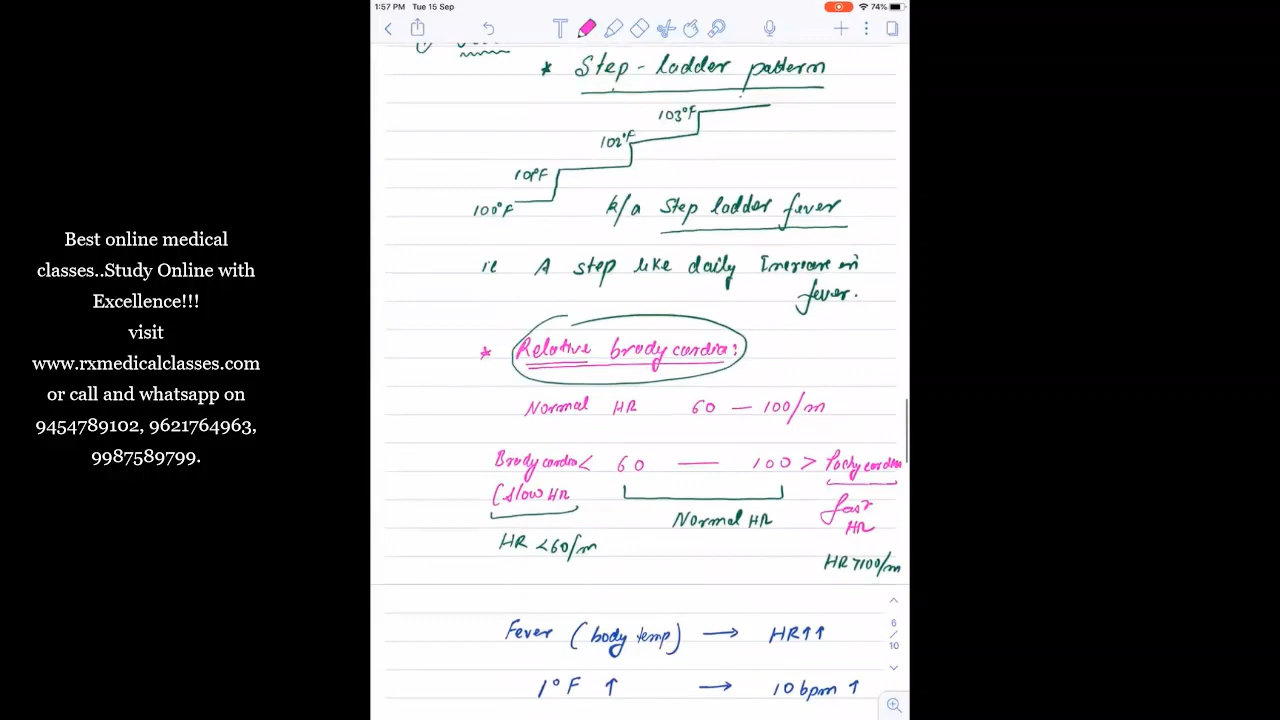 1:57 PM Tue 15 Sep
74%
* Step-ladder pattern
103°F
102°F
101°F
100°F
k/a step ladder fever
ie A step like daily Increase in
fever.
* Relative bradycardia:
Normal HR 60 — 100/m
Bradycardia < 60 — 100 > Tachycardia
(slow HR
fast
HR
Normal HR
HR <60/m
HR >100/m
Fever (body temp) → HR↑↑
1°F ↑ → 10 bpm ↑
6
/
10
Best online medical
classes..Study Online with
Excellence!!!
visit
www.rxmedicalclasses.com
or call and whatsapp on
9454789102, 9621764963,
9987589799.